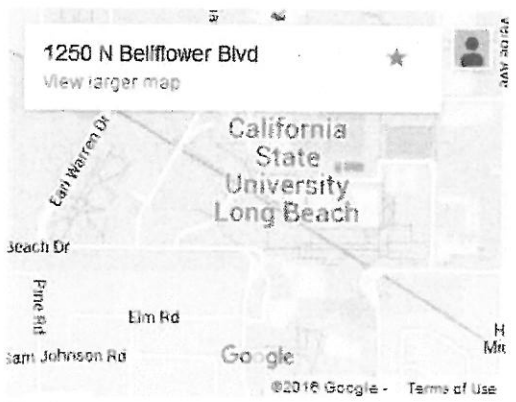 1250 N Bellflower Blvd
View larger map
Earl Warren Dr
California
State
University
Long Beach
Beach Dr
Pine Rd
Elm Rd
Sam Johnson Rd
Google
©2016 Google - Terms of Use